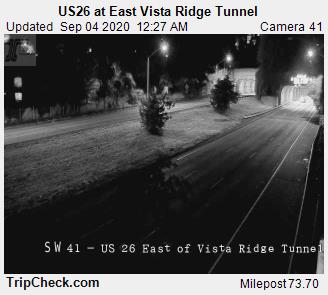 US26 at East Vista Ridge Tunnel
Updated Sep 04 2020 12:27 AM Camera 41
SW 41 - US 26 East of Vista Ridge Tunnel
TripCheck.com Milepost 73.70